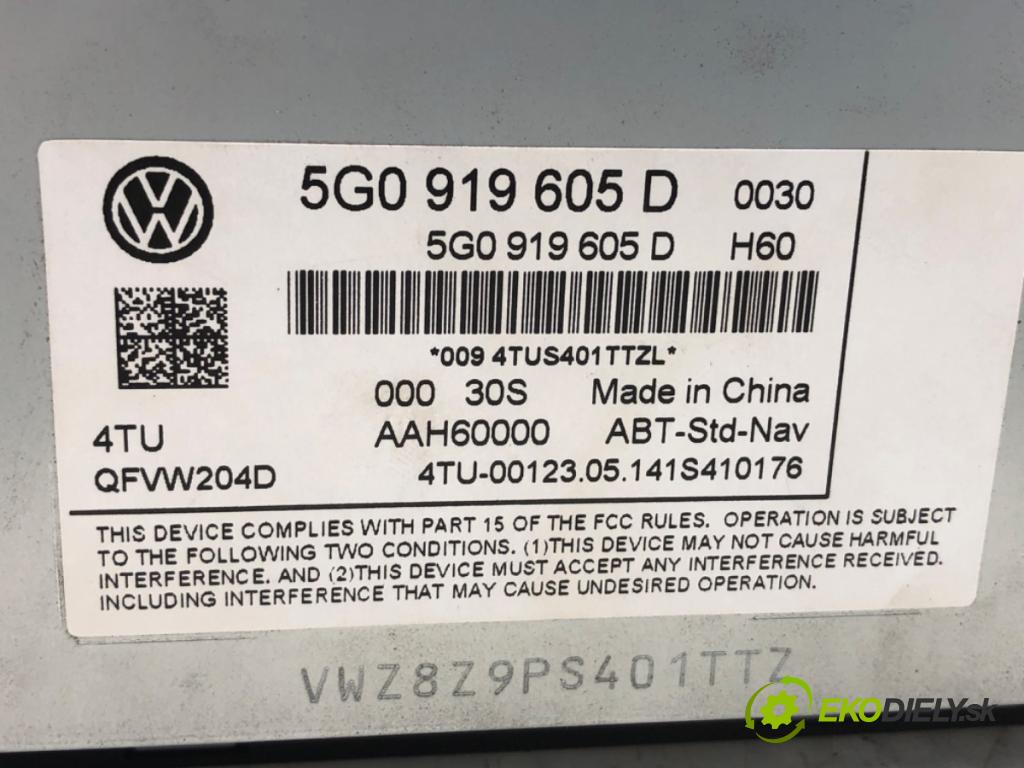 5G0 919 605 D 0030
5G0 919 605 D H60
*009 4TUS401TTZL*
000 30S Made in China
4TU AAH60000 ABT-Std-Nav
QFVW204D 4TU-00123.05.141S410176
THIS DEVICE COMPLIES WITH PART 15 OF THE FCC RULES. OPERATION IS SUBJECT
TO THE FOLLOWING TWO CONDITIONS. (1)THIS DEVICE MAY NOT CAUSE HARMFUL
INTERFERENCE. AND (2)THIS DEVICE MUST ACCEPT ANY INTERFERENCE RECEIVED.
INCLUDING INTERFERENCE THAT MAY CAUSE UNDESIRED OPERATION.
VWZ8Z9PS401TTZ
EKODIELY.sk